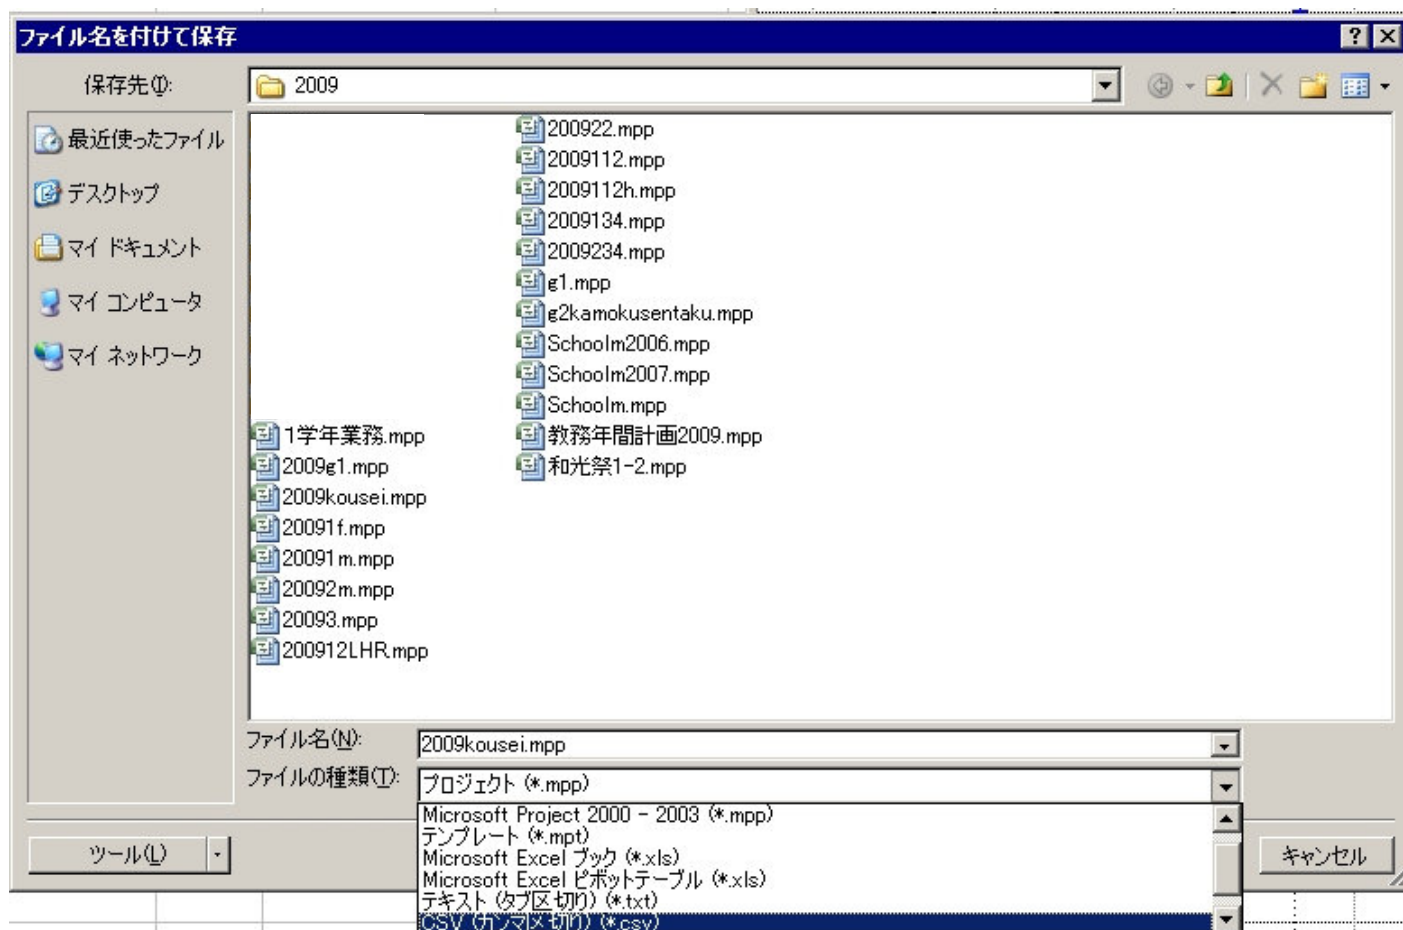 ファイル名を付けて保存
保存先(I):
2009
最近使ったファイル
デスクトップ
マイ ドキュメント
マイ コンピュータ
マイ ネットワーク
1学年業務.mpp
2009g1.mpp
2009kousei.mpp
20091f.mpp
20091m.mpp
20092m.mpp
20093.mpp
200912LHR.mpp
200922.mpp
2009112.mpp
2009112h.mpp
2009134.mpp
2009234.mpp
g1.mpp
g2kamokusentaku.mpp
Schoolm2006.mpp
Schoolm2007.mpp
Schoolm.mpp
教務年間計画2009.mpp
和光祭1-2.mpp
ファイル名(N):
2009kousei.mpp
ファイルの種類(T):
プロジェクト (*.mpp)
Microsoft Project 2000 - 2003 (*.mpp)
テンプレート (*.mpt)
Microsoft Excel ブック (*.xls)
Microsoft Excel ピボットテーブル (*.xls)
テキスト (タブ区切り) (*.txt)
CSV (カンマ区切り) (*.csv)
ツール(L)
キャンセル